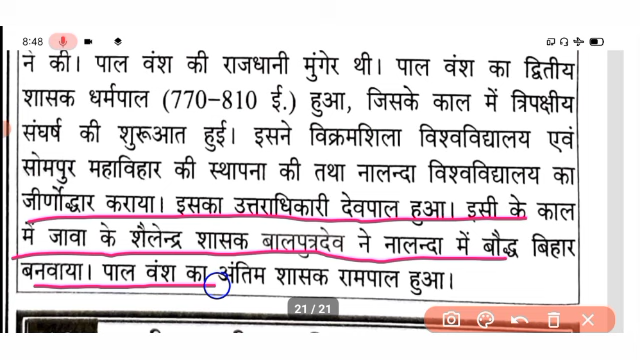 8:48
ने की। पाल वंश की राजधानी मुंगेर थी। पाल वंश का द्वितीय
शासक धर्मपाल (770-810 ई.) हुआ, जिसके काल में त्रिपक्षीय
संघर्ष की शुरूआत हुई। इसने विक्रमशिला विश्वविद्यालय एवं
सोमपुर महाविहार की स्थापना की तथा नालन्दा विश्वविद्यालय का
जीर्णोद्धार कराया। इसका उत्तराधिकारी देवपाल हुआ। इसी के काल
में जावा के शैलेन्द्र शासक बालपुत्रदेव ने नालन्दा में बौद्ध बिहार
बनवाया। पाल वंश का अंतिम शासक रामपाल हुआ।
21 / 21